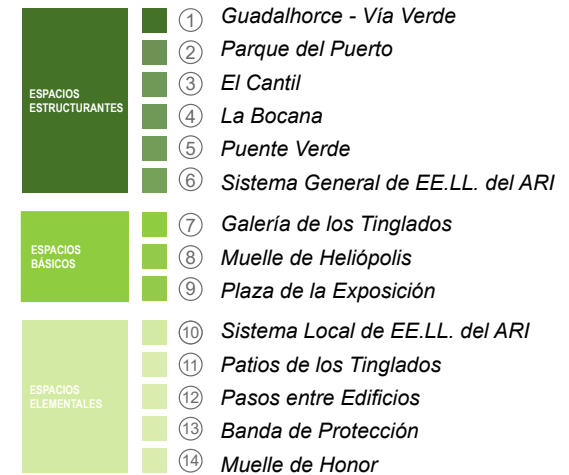 ESPACIOS
ESTRUCTURANTES
1 Guadalhorce - Vía Verde
2 Parque del Puerto
3 El Cantil
4 La Bocana
5 Puente Verde
6 Sistema General de EE.LL. del ARI
ESPACIOS
BÁSICOS
7 Galería de los Tinglados
8 Muelle de Heliópolis
9 Plaza de la Exposición
ESPACIOS
ELEMENTALES
10 Sistema Local de EE.LL. del ARI
11 Patios de los Tinglados
12 Pasos entre Edificios
13 Banda de Protección
14 Muelle de Honor